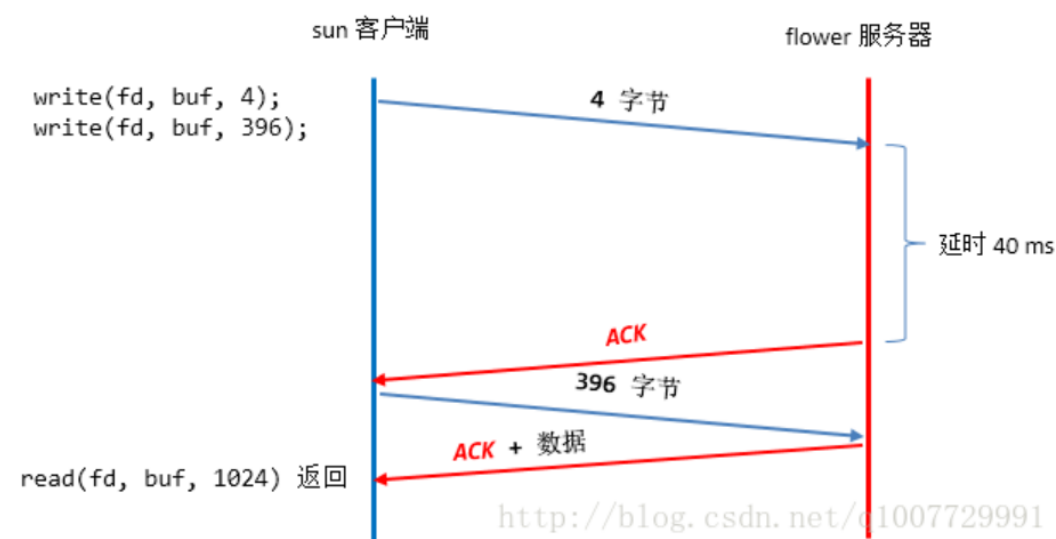 sun 客户端
flower 服务器
write(fd, buf, 4);
write(fd, buf, 396);
4 字节
延时 40 ms
ACK
396 字节
ACK + 数据
read(fd, buf, 1024) 返回
http://blog.csdn.net/q1007729991